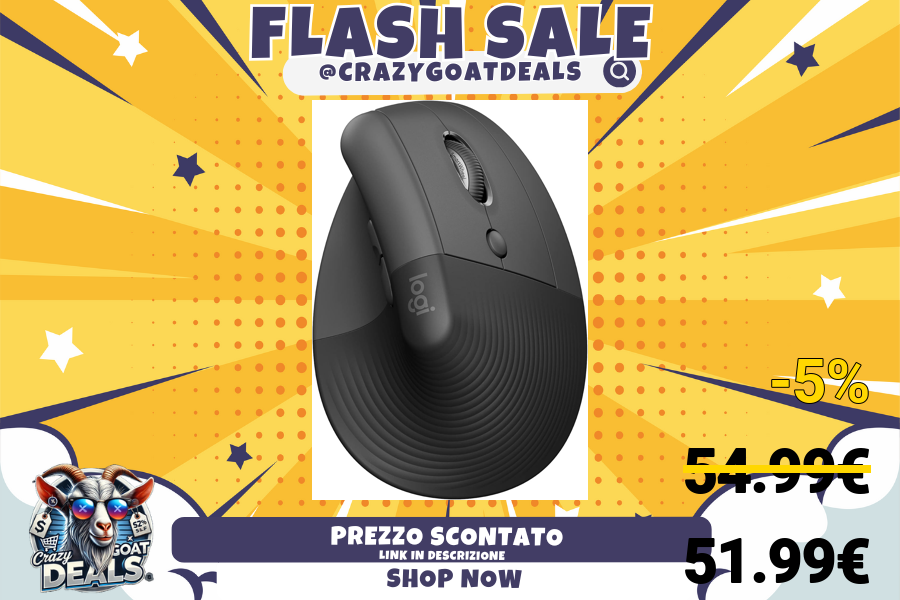 FLASH SALE
@CRAZYGOATDEALS
logi
-5%
54.99€
51.99€
PREZZO SCONTATO
LINK IN DESCRIZIONE
SHOP NOW
$
52%
Crazy
GOAT
DEALS